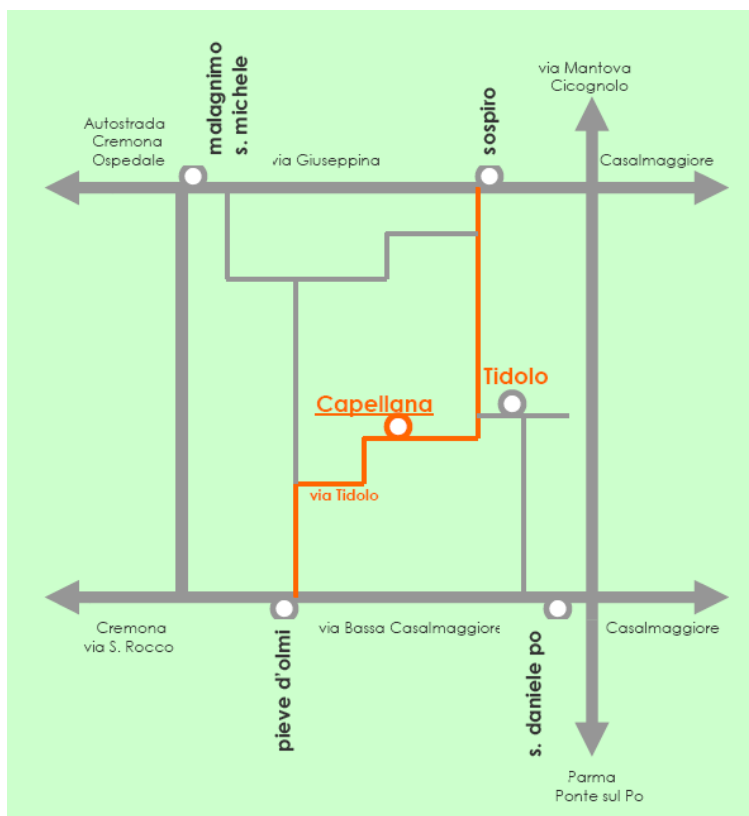 malagnimo
s. michele
sospiro
via Mantova
Cicognolo
Autostrada
Cremona
Ospedale
via Giuseppina
Casalmaggiore
Tidolo
Capellana
via Tidolo
Cremona
via S. Rocco
via Bassa Casalmaggiore
Casalmaggiore
pieve d'olmi
s. daniele po
Parma
Ponte sul Po